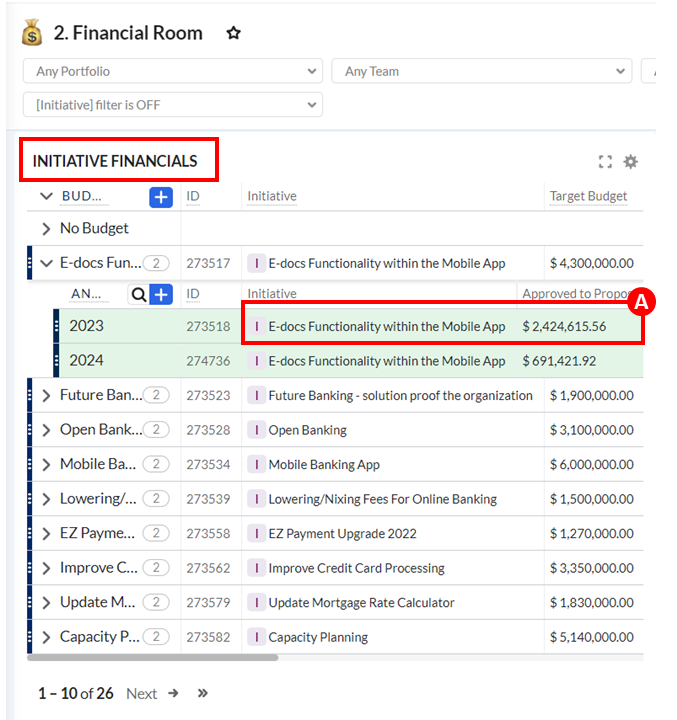 2. Financial Room
Any Portfolio Any Team
[Initiative] filter is OFF
INITIATIVE FINANCIALS
BUD... ID Initiative Target Budget
No Budget
E-docs Fun... 2 273517 I E-docs Functionality within the Mobile App $ 4,300,000.00
AN... ID Initiative Approved to Propos
A
2023 273518 I E-docs Functionality within the Mobile App $ 2,424,615.56
2024 274736 I E-docs Functionality within the Mobile App $ 691,421.92
Future Ban... 2 273523 I Future Banking - solution proof the organization $ 1,900,000.00
Open Bank... 2 273528 I Open Banking $ 3,100,000.00
Mobile Ba... 2 273534 I Mobile Banking App $ 6,000,000.00
Lowering/... 2 273539 I Lowering/Nixing Fees For Online Banking $ 1,500,000.00
EZ Payme... 2 273558 I EZ Payment Upgrade 2022 $ 1,270,000.00
Improve C... 2 273562 I Improve Credit Card Processing $ 3,350,000.00
Update M... 2 273579 I Update Mortgage Rate Calculator $ 1,830,000.00
Capacity P... 2 273582 I Capacity Planning $ 5,140,000.00
1 – 10 of 26 Next